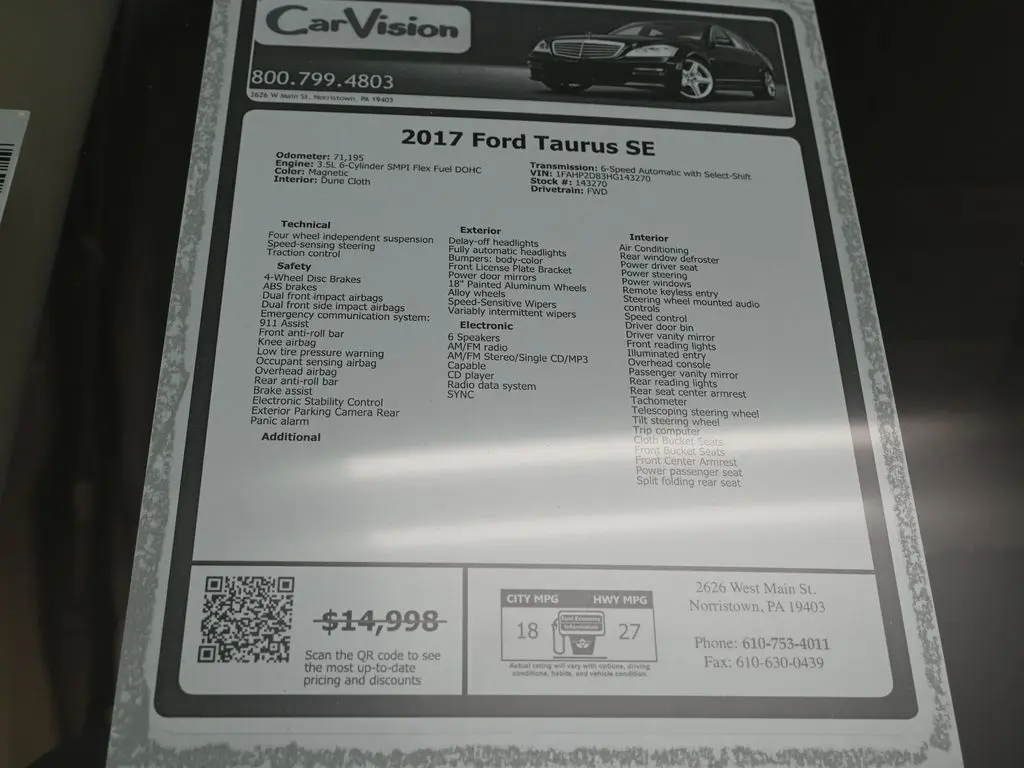 CarVision
800.799.4803
2626 W Main St, Norristown, PA 19403
2017 Ford Taurus SE
Odometer: 71,195
Engine: 3.5L 6-Cylinder SMPI Flex Fuel DOHC
Color: Magnetic
Interior: Dune Cloth
Transmission: 6-Speed Automatic with Select-Shift
VIN: 1FAHP2D83HG143270
Stock #: 143270
Drivetrain: FWD
Technical
Four wheel independent suspension
Speed-sensing steering
Traction control
Safety
4-Wheel Disc Brakes
ABS brakes
Dual front impact airbags
Dual front side impact airbags
Emergency communication system:
911 Assist
Front anti-roll bar
Knee airbag
Low tire pressure warning
Occupant sensing airbag
Overhead airbag
Rear anti-roll bar
Brake assist
Electronic Stability Control
Exterior Parking Camera Rear
Panic alarm
Additional
Exterior
Delay-off headlights
Fully automatic headlights
Bumpers: body-color
Front License Plate Bracket
Power door mirrors
18" Painted Aluminum Wheels
Alloy wheels
Speed-Sensitive Wipers
Variably intermittent wipers
Electronic
6 Speakers
AM/FM radio
AM/FM Stereo/Single CD/MP3
Capable
CD player
Radio data system
SYNC
Interior
Air Conditioning
Rear window defroster
Power driver seat
Power steering
Power windows
Remote keyless entry
Steering wheel mounted audio
controls
Speed control
Driver door bin
Driver vanity mirror
Front reading lights
Illuminated entry
Overhead console
Passenger vanity mirror
Rear reading lights
Rear seat center armrest
Tachometer
Telescoping steering wheel
Tilt steering wheel
Trip computer
Cloth Bucket Seats
Front Bucket Seats
Front Center Armrest
Power passenger seat
Split folding rear seat
$14,998
Scan the QR code to see
the most up-to-date
pricing and discounts
CITY MPG HWY MPG
18 27
Fuel Economy
Information
Actual rating will vary with options, driving
conditions, habits, and vehicle condition.
2626 West Main St.
Norristown, PA 19403
Phone: 610-753-4011
Fax: 610-630-0439